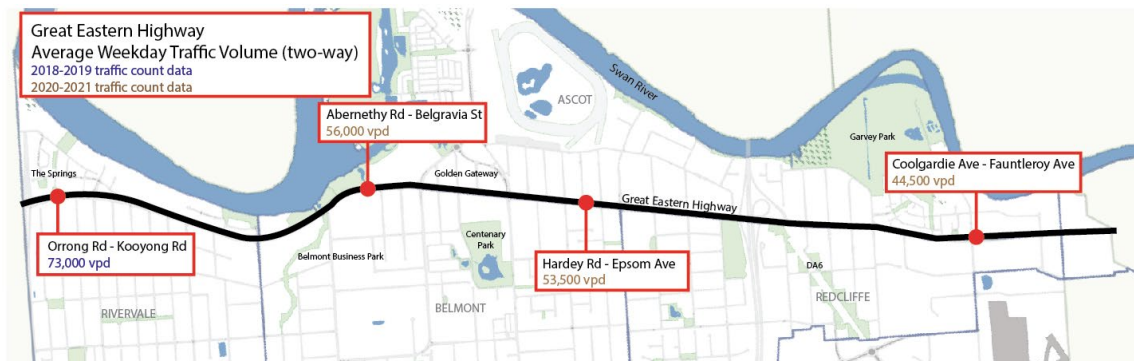 Great Eastern Highway
Average Weekday Traffic Volume (two-way)
2018-2019 traffic count data
2020-2021 traffic count data
Swan River
ASCOT
Abernethy Rd - Belgravia St
56,000 vpd
Garvey Park
Coolgardie Ave - Fauntleroy Ave
44,500 vpd
The Springs
Golden Gateway
Great Eastern Highway
Orrong Rd - Kooyong Rd
73,000 vpd
Belmont Business Park
Centenary
Park
Hardey Rd - Epsom Ave
53,500 vpd
DA6
RIVERVALE
BELMONT
REDCLIFFE